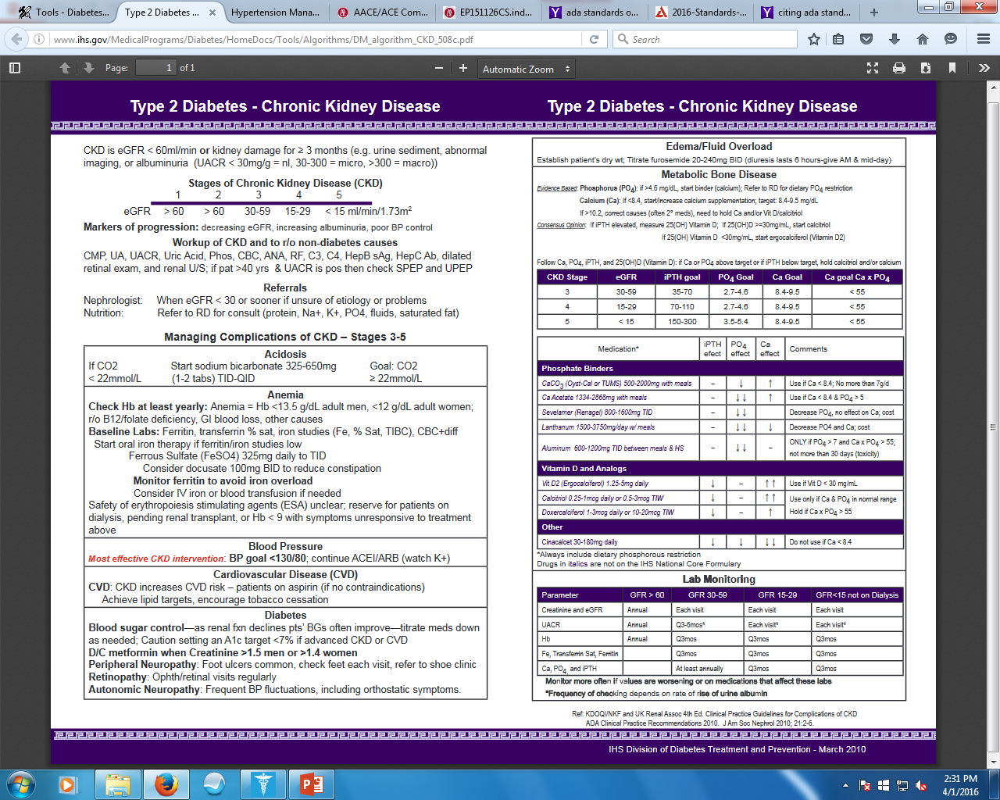 Tools - Diabetes...
Type 2 Diabetes ...
Hypertension Mana...
AACE/ACE Com...
EP151126CS.ind...
ada standards o...
2016-Standards-...
citing ada stand...
www.ihs.gov/MedicalPrograms/Diabetes/HomeDocs/Tools/Algorithms/DM_algorithm_CKD_508c.pdf
Search
Page: 1 of 1
Automatic Zoom
Type 2 Diabetes - Chronic Kidney Disease
CKD is eGFR < 60ml/min or kidney damage for ≥ 3 months (e.g. urine sediment, abnormal
imaging, or albuminuria (UACR < 30mg/g = nl, 30-300 = micro, >300 = macro))
Stages of Chronic Kidney Disease (CKD)
1 2 3 4 5
eGFR > 60 > 60 30-59 15-29 < 15 ml/min/1.73m²
Markers of progression: decreasing eGFR, increasing albuminuria, poor BP control
Workup of CKD and to r/o non-diabetes causes
CMP, UA, UACR, Uric Acid, Phos, CBC, ANA, RF, C3, C4, HepB sAg, HepC Ab, dilated
retinal exam, and renal U/S; if pat >40 yrs & UACR is pos then check SPEP and UPEP
Referrals
Nephrologist: When eGFR < 30 or sooner if unsure of etiology or problems
Nutrition: Refer to RD for consult (protein, Na+, K+, PO4, fluids, saturated fat)
Managing Complications of CKD – Stages 3-5
Acidosis
If CO2 Start sodium bicarbonate 325-650mg Goal: CO2
< 22mmol/L (1-2 tabs) TID-QID ≥ 22mmol/L
Anemia
Check Hb at least yearly: Anemia = Hb <13.5 g/dL adult men, <12 g/dL adult women;
r/o B12/folate deficiency, GI blood loss, other causes
Baseline Labs: Ferritin, transferrin % sat, iron studies (Fe, % Sat, TIBC), CBC+diff
Start oral iron therapy if ferritin/iron studies low
Ferrous Sulfate (FeSO4) 325mg daily to TID
Consider docusate 100mg BID to reduce constipation
Monitor ferritin to avoid iron overload
Consider IV iron or blood transfusion if needed
Safety of erythropoiesis stimulating agents (ESA) unclear; reserve for patients on
dialysis, pending renal transplant, or Hb < 9 with symptoms unresponsive to treatment
above
Blood Pressure
Most effective CKD intervention: BP goal <130/80; continue ACEI/ARB (watch K+)
Cardiovascular Disease (CVD)
CVD: CKD increases CVD risk – patients on aspirin (if no contraindications)
Achieve lipid targets, encourage tobacco cessation
Diabetes
Blood sugar control—as renal fxn declines pts' BGs often improve—titrate meds down
as needed; Caution setting an A1c target <7% if advanced CKD or CVD
D/C metformin when Creatinine >1.5 men or >1.4 women
Peripheral Neuropathy: Foot ulcers common, check feet each visit, refer to shoe clinic
Retinopathy: Ophth/retinal visits regularly
Autonomic Neuropathy: Frequent BP fluctuations, including orthostatic symptoms.
Type 2 Diabetes - Chronic Kidney Disease
Edema/Fluid Overload
Establish patient's dry wt; Titrate furosemide 20-240mg BID (diuresis lasts 6 hours-give AM & mid-day)
Metabolic Bone Disease
Evidence Based: Phosphorus (PO4): if >4.6 mg/dL, start binder (calcium); Refer to RD for dietary PO4 restriction
Calcium (Ca): If <8.4, start/increase calcium supplementation; target: 8.4-9.5 mg/dL
If >10.2, correct causes (often 2° meds), need to hold Ca and/or Vit D/calcitriol
Consensus Opinion: If iPTH elevated, measure 25(OH) Vitamin D; If 25(OH)D >=30mg/mL, start calcitriol
If 25(OH) Vitamin D <30mg/mL, start ergocalciferol (Vitamin D2)
Follow Ca, PO4, iPTH, and 25(OH)D (Vitamin D): if Ca or PO4 above target or if iPTH below target, hold calcitriol and/or calcium
CKD Stage eGFR iPTH goal PO4 Goal Ca Goal Ca goal Ca x PO4
3 30-59 35-70 2.7-4.6 8.4-9.5 < 55
4 15-29 70-110 2.7-4.6 8.4-9.5 < 55
5 < 15 150-300 3.5-5.4 8.4-9.5 < 55
Medication* iPTH efect PO4 effect Ca effect Comments
Phosphate Binders
CaCO3 (Oyst-Cal or TUMS) 500-2000mg with meals – ↓ ↑ Use if Ca < 8.4; No more than 7g/d
Ca Acetate 1334-2868mg with meals – ↓↓ ↑ Use if Ca < 8.4 & PO4 > 5
Sevelamer (Renagel) 800-1600mg TID – ↓↓ Decrease PO4, no effect on Ca; cost
Lanthanum 1500-3750mg/day w/ meals – ↓↓ ↓ Decrease PO4 and Ca; cost
Aluminum 600-1200mg TID between meals & HS – ↓↓ – ONLY if PO4 > 7 and Ca x PO4 > 55;
not more than 30 days (toxicity)
Vitamin D and Analogs
Vit D2 (Ergocalciferol) 1.25-5mg daily ↓ – ↑↑ Use if Vit D < 30 mg/mL
Calcitriol 0.25-1mcg daily or 0.5-3mcg TIW ↓ – ↑↑ Use only if Ca & PO4 in normal range
Doxercalciferol 1-3mcg daily or 10-20mcg TIW ↓ – ↑ Hold if Ca x PO4 > 55
Other
Cinacalcet 30-180mg daily ↓ ↓ ↓↓ Do not use if Ca < 8.4
*Always include dietary phosphorous restriction
Drugs in italics are not on the IHS National Core Formulary
Lab Monitoring
Parameter GFR > 60 GFR 30-59 GFR 15-29 GFR<15 not on Dialysis
Creatinine and eGFR Annual Each visit Each visit Each visit
UACR Annual Q3-6mos* Each visit* Each visit*
Hb Annual Q3mos Q3mos Q3mos
Fe, Transferrin Sat, Ferritin Q3mos Q3mos Q3mos
Ca, PO4, and iPTH At least annually Q3mos Q3mos
Monitor more often if values are worsening or on medications that affect these labs
*Frequency of checking depends on rate of rise of urine albumin
Ref: KDOQI/NKF and UK Renal Assoc 4th Ed. Clinical Practice Guidelines for Complications of CKD
ADA Clinical Practice Recommendations 2010. J Am Soc Nephrol 2010; 21:2-6.
IHS Division of Diabetes Treatment and Prevention - March 2010
2:31 PM
4/1/2016